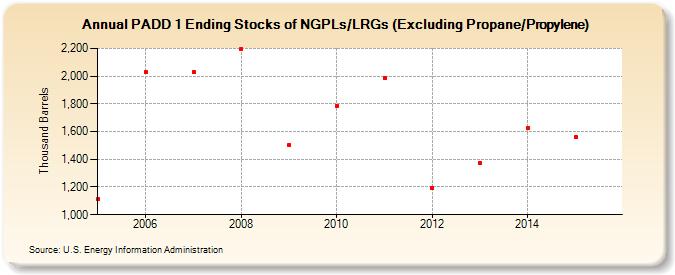 Annual PADD 1 Ending Stocks of NGPLs/LRGs (Excluding Propane/Propylene)
Thousand Barrels
2,200
2,000
1,800
1,600
1,400
1,200
1,000
2006 2008 2010 2012 2014
Source: U.S. Energy Information Administration